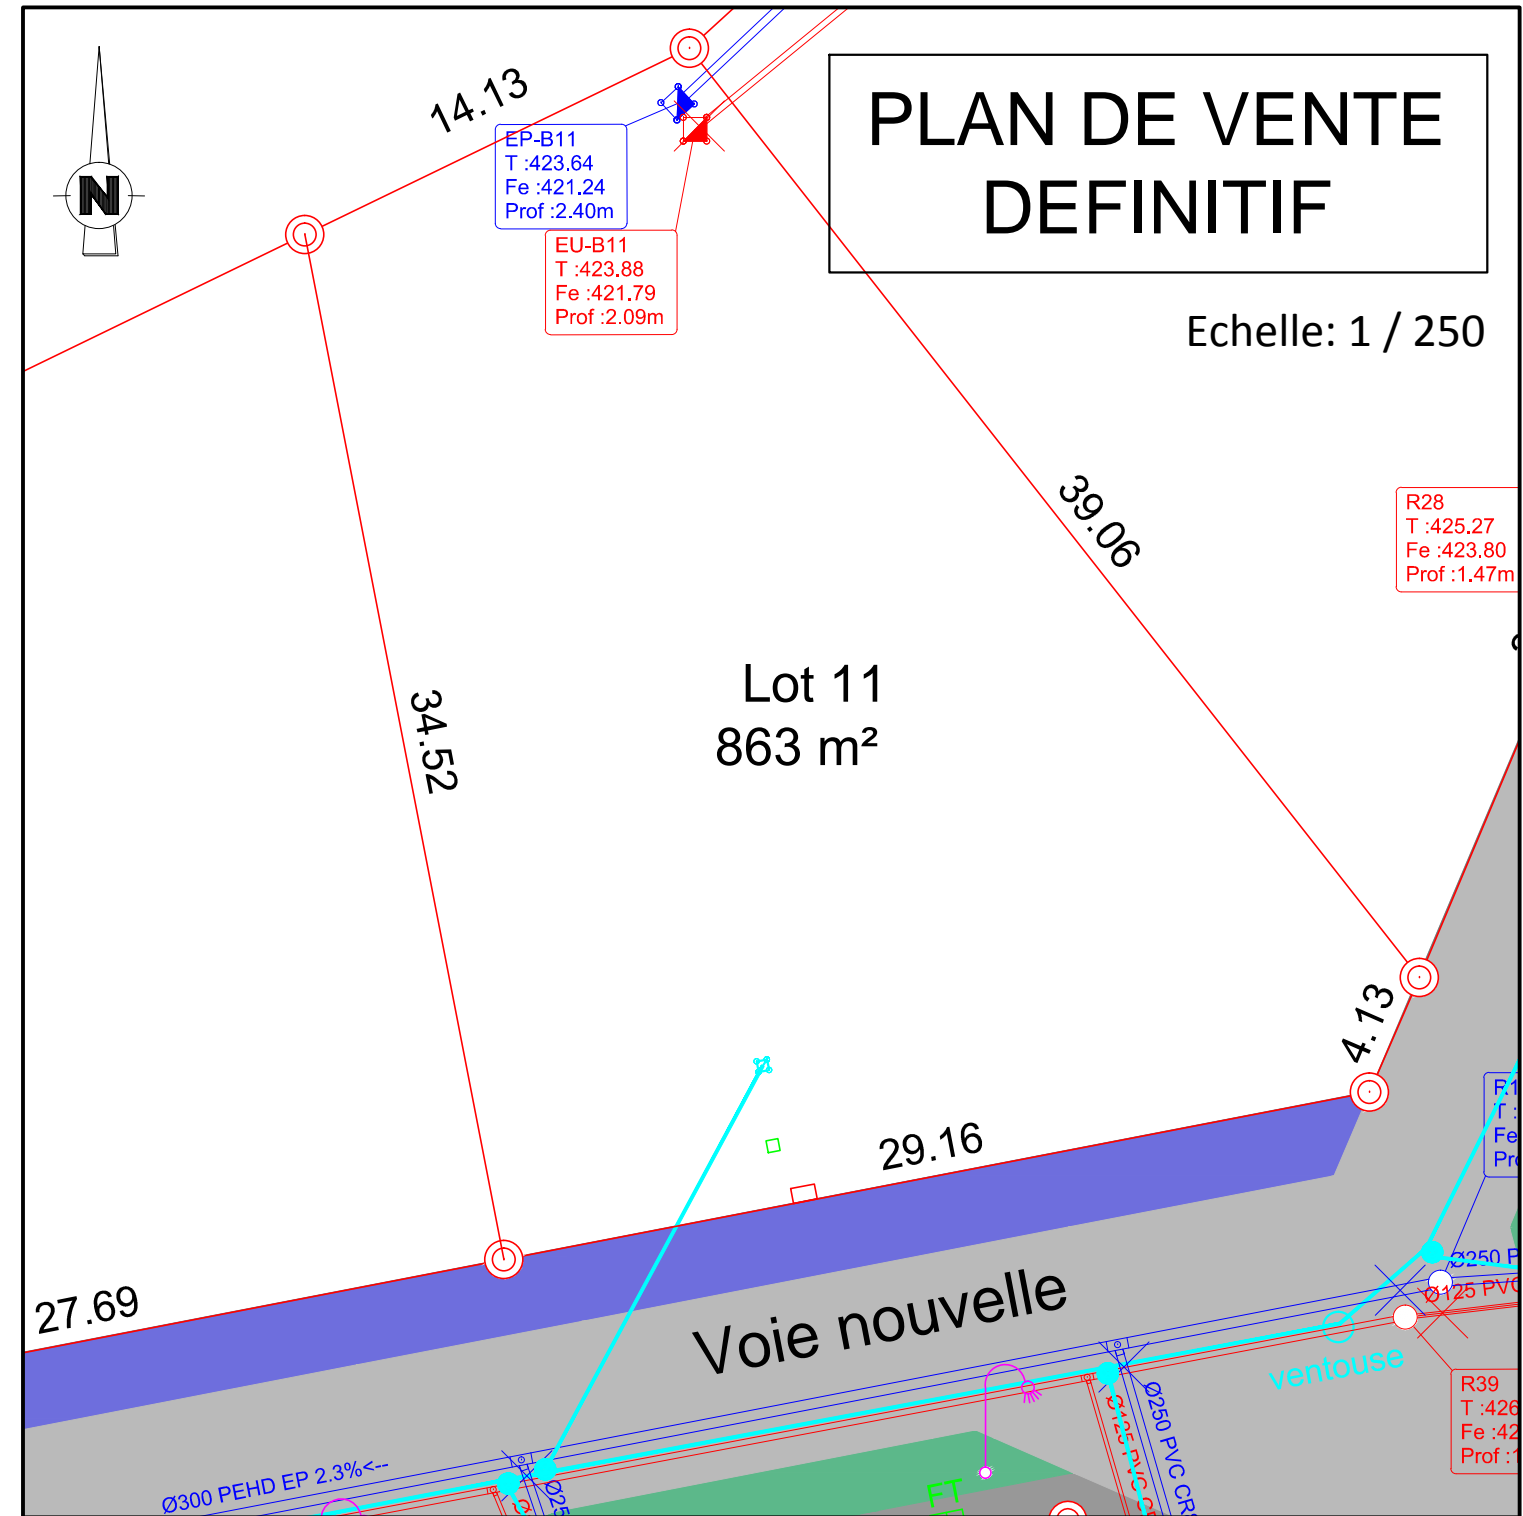 N
14.13
PLAN DE VENTE
DEFINITIF
EP-B11
T :423.64
Fe :421.24
Prof :2.40m
EU-B11
T :423.88
Fe :421.79
Prof :2.09m
Echelle: 1 / 250
39.06
R28
T :425.27
Fe :423.80
Prof :1.47m
34.52
Lot 11
863 m²
4.13
29.16
27.69
Voie nouvelle
ventouse
Ø125 PVC
Ø250 PVC
R39
Ø300 PEHD EP 2.3%<--
FT